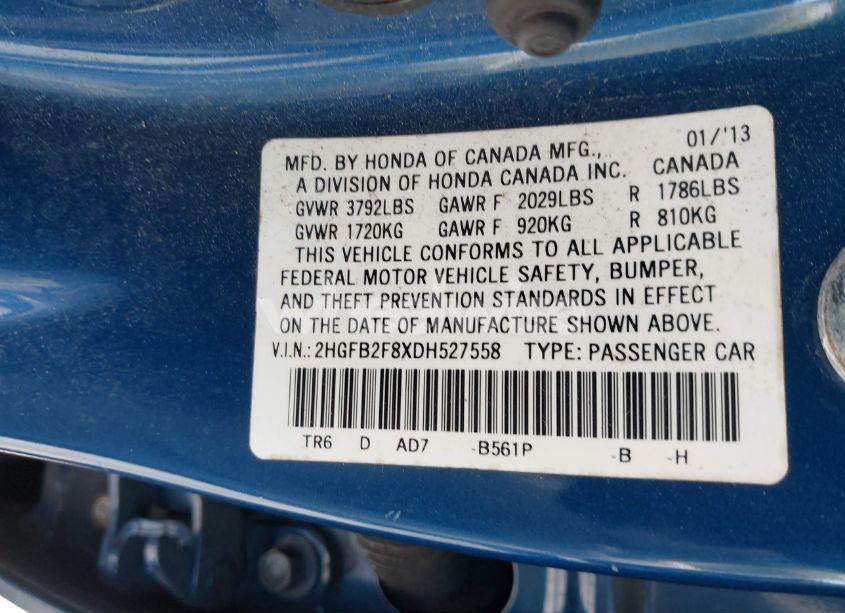 01/'13
MFD. BY HONDA OF CANADA MFG.,
A DIVISION OF HONDA CANADA INC. CANADA
GVWR 3792LBS GAWR F 2029LBS R 1786LBS
GVWR 1720KG GAWR F 920KG R 810KG
THIS VEHICLE CONFORMS TO ALL APPLICABLE
FEDERAL MOTOR VEHICLE SAFETY, BUMPER,
AND THEFT PREVENTION STANDARDS IN EFFECT
ON THE DATE OF MANUFACTURE SHOWN ABOVE.
V.I.N.: 2HGFB2F8XDH527558 TYPE: PASSENGER CAR
TR6 D AD7 -B561P -B -H